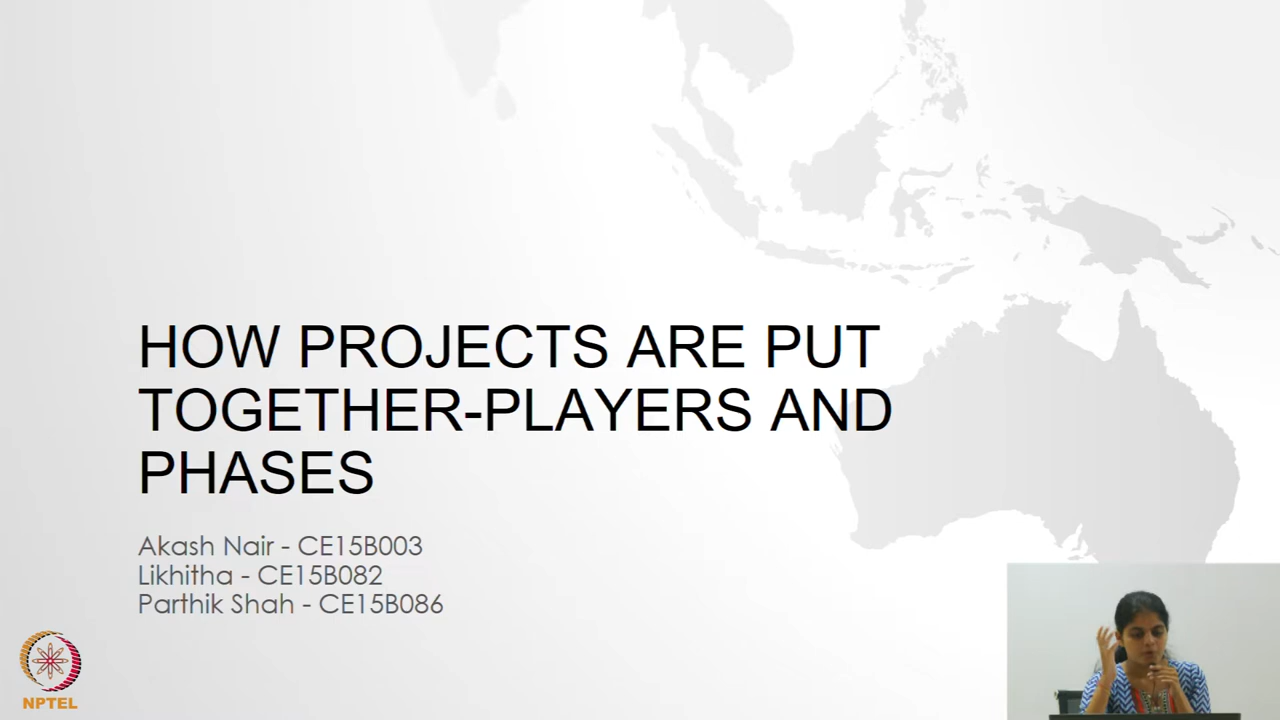 HOW PROJECTS ARE PUT
TOGETHER-PLAYERS AND
PHASES
Akash Nair - CE15B003
Likhitha - CE15B082
Parthik Shah - CE15B086
NPTEL